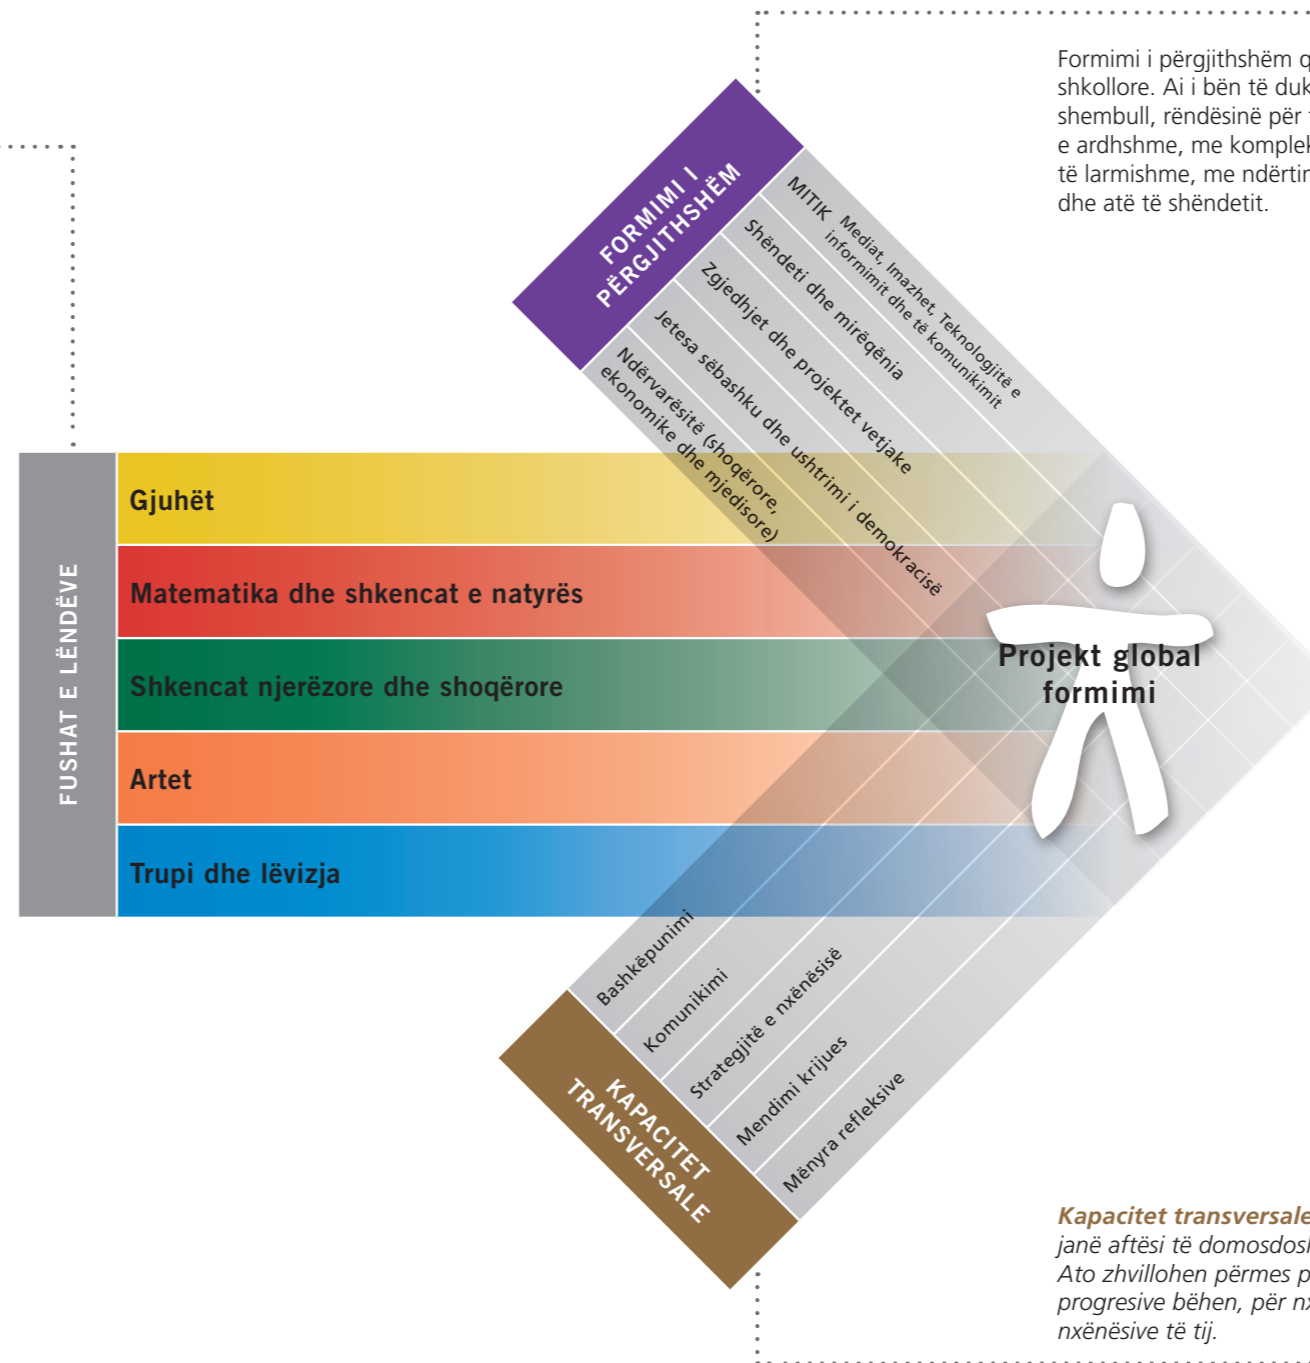 Formimi i përgjithshëm q
shkollore. Ai i bën të duk
shembull, rëndësinë për
e ardhshme, me komplek
të larmishme, me ndërtir
dhe atë të shëndetit.
FORMIMI I
PËRGJITHSHËM
MITIK Mediat, Imazhet, Teknologjitë e
informimit dhe të komunikimit
Shëndeti dhe mirëqënia
Zgjedhjet dhe projektet vetjake
Jetesa sëbashku dhe ushtrimi i demokracisë
Ndërvarësitë (shoqërore,
ekonomike dhe mjedisore)
FUSHAT E LËNDËVE
Gjuhët
Matematika dhe shkencat e natyrës
Shkencat njerëzore dhe shoqërore
Artet
Trupi dhe lëvizja
Projekt global
formimi
Bashkëpunimi
Komunikimi
Strategjitë e nxënësisë
Mendimi krijues
Mënyra refleksive
KAPACITET
TRANSVERSALE
Kapacitet transversale
janë aftësi të domosdosh
Ato zhvillohen përmes p
progresive bëhen, për nx
nxënësive të tij.